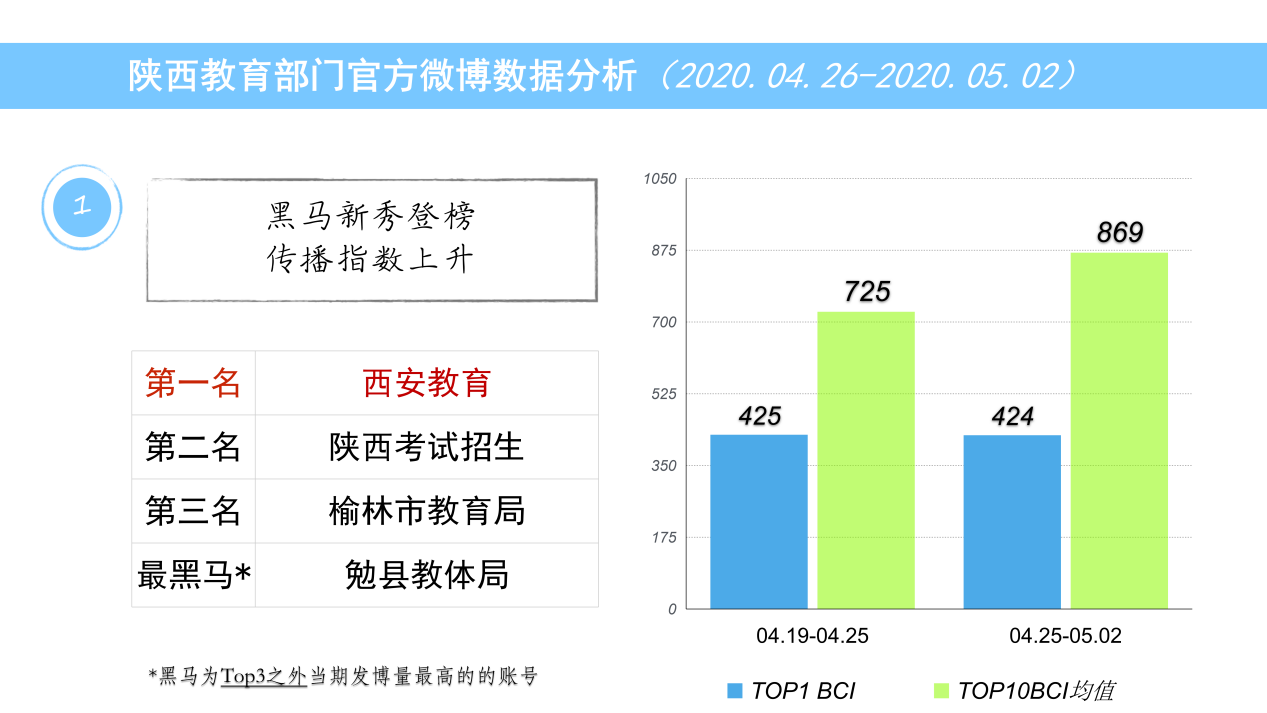 陕西教育部门官方微博数据分析（2020.04.26-2020.05.02）
1
黑马新秀登榜
传播指数上升
第一名 西安教育
第二名 陕西考试招生
第三名 榆林市教育局
最黑马* 勉县教体局
*黑马为Top3之外当期发博量最高的的账号
1050
875
700
525
350
175
0
425
725
424
869
04.19-04.25
04.25-05.02
TOP1 BCI
TOP10BCI均值